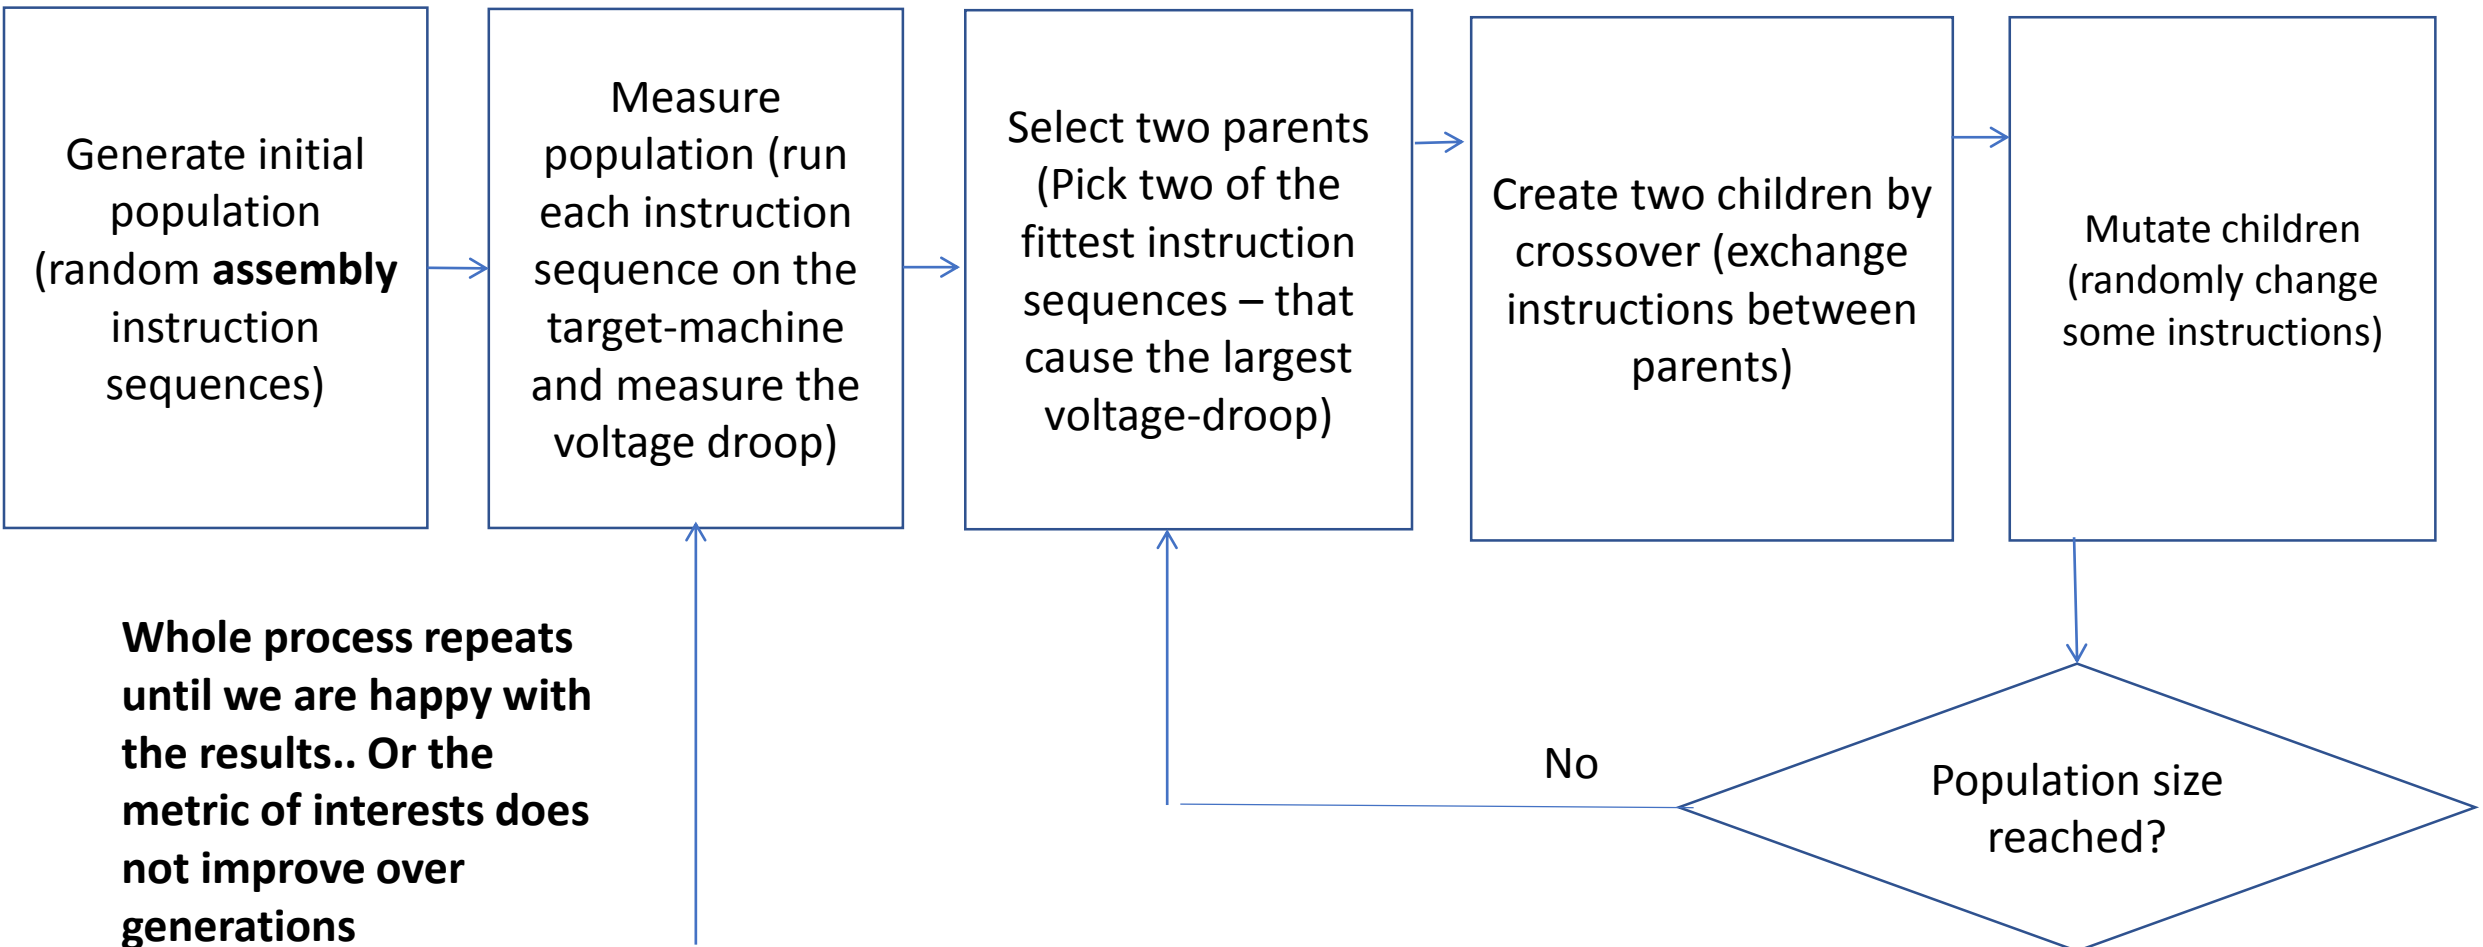 Generate initial
population
(random assembly
instruction
sequences)
Measure
population (run
each instruction
sequence on the
target-machine
and measure the
voltage droop)
Select two parents
(Pick two of the
fittest instruction
sequences – that
cause the largest
voltage-droop)
Create two children by
crossover (exchange
instructions between
parents)
Mutate children
(randomly change
some instructions)
Whole process repeats
until we are happy with
the results.. Or the
metric of interests does
not improve over
generations
No
Population size
reached?